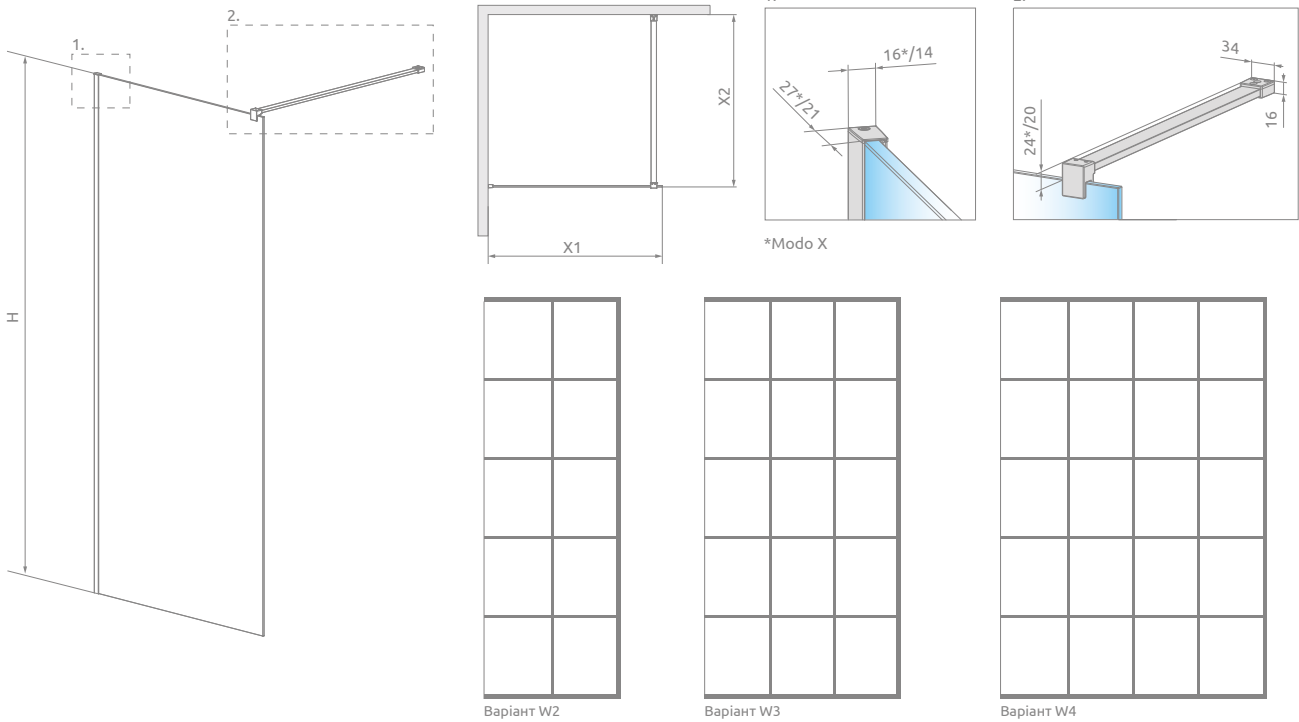 1.
2.
H
X2
X1
16*/14
27*/21
*Modo X
34
16
24*/20
Варіант W2
Варіант W3
Варіант W4